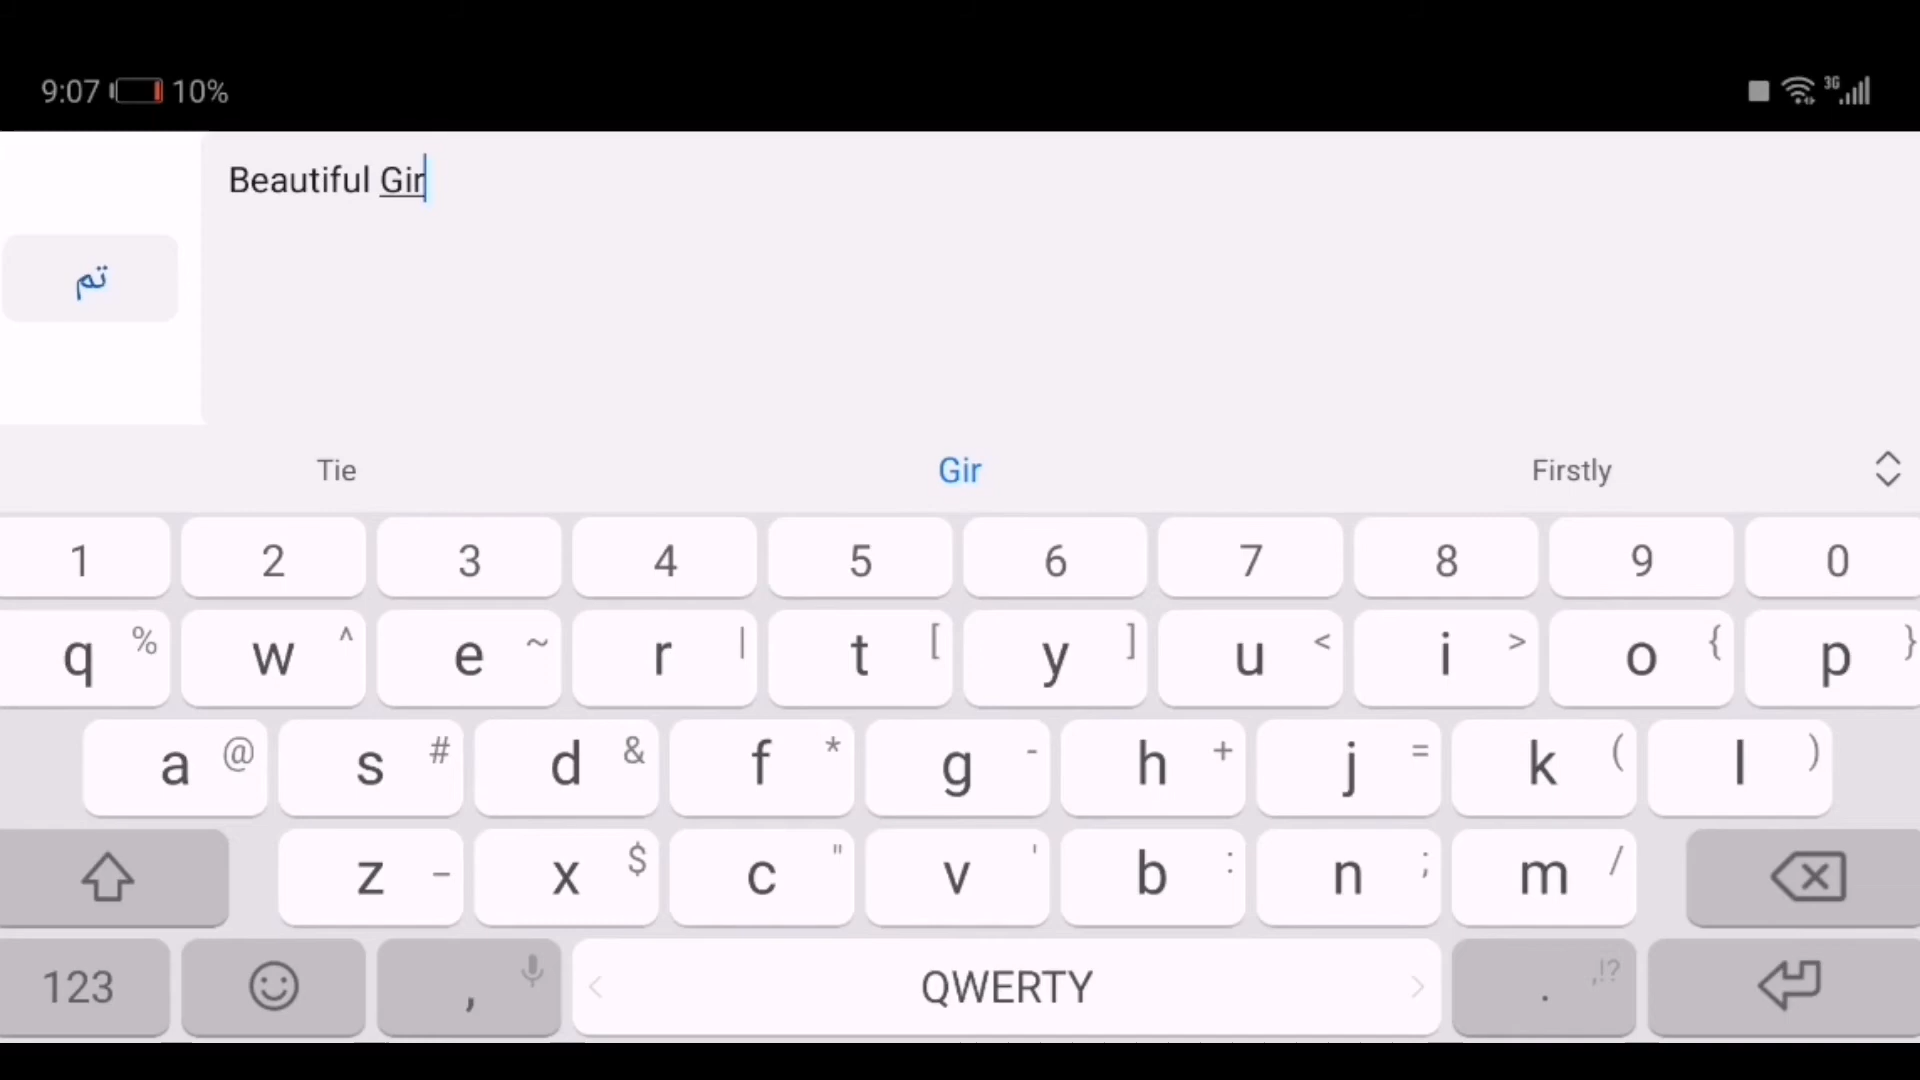 9:07 10% 3G
Beautiful Gir
تم
Tie Gir Firstly
1 2 3 4 5 6 7 8 9 0
q % w ^ e ~ r | t [ y ] u < i > o { p }
a @ s # d & f * g - h + j = k ( l )
z _ x $ c " v ' b : n ; m /
123 , < QWERTY > . ,!?